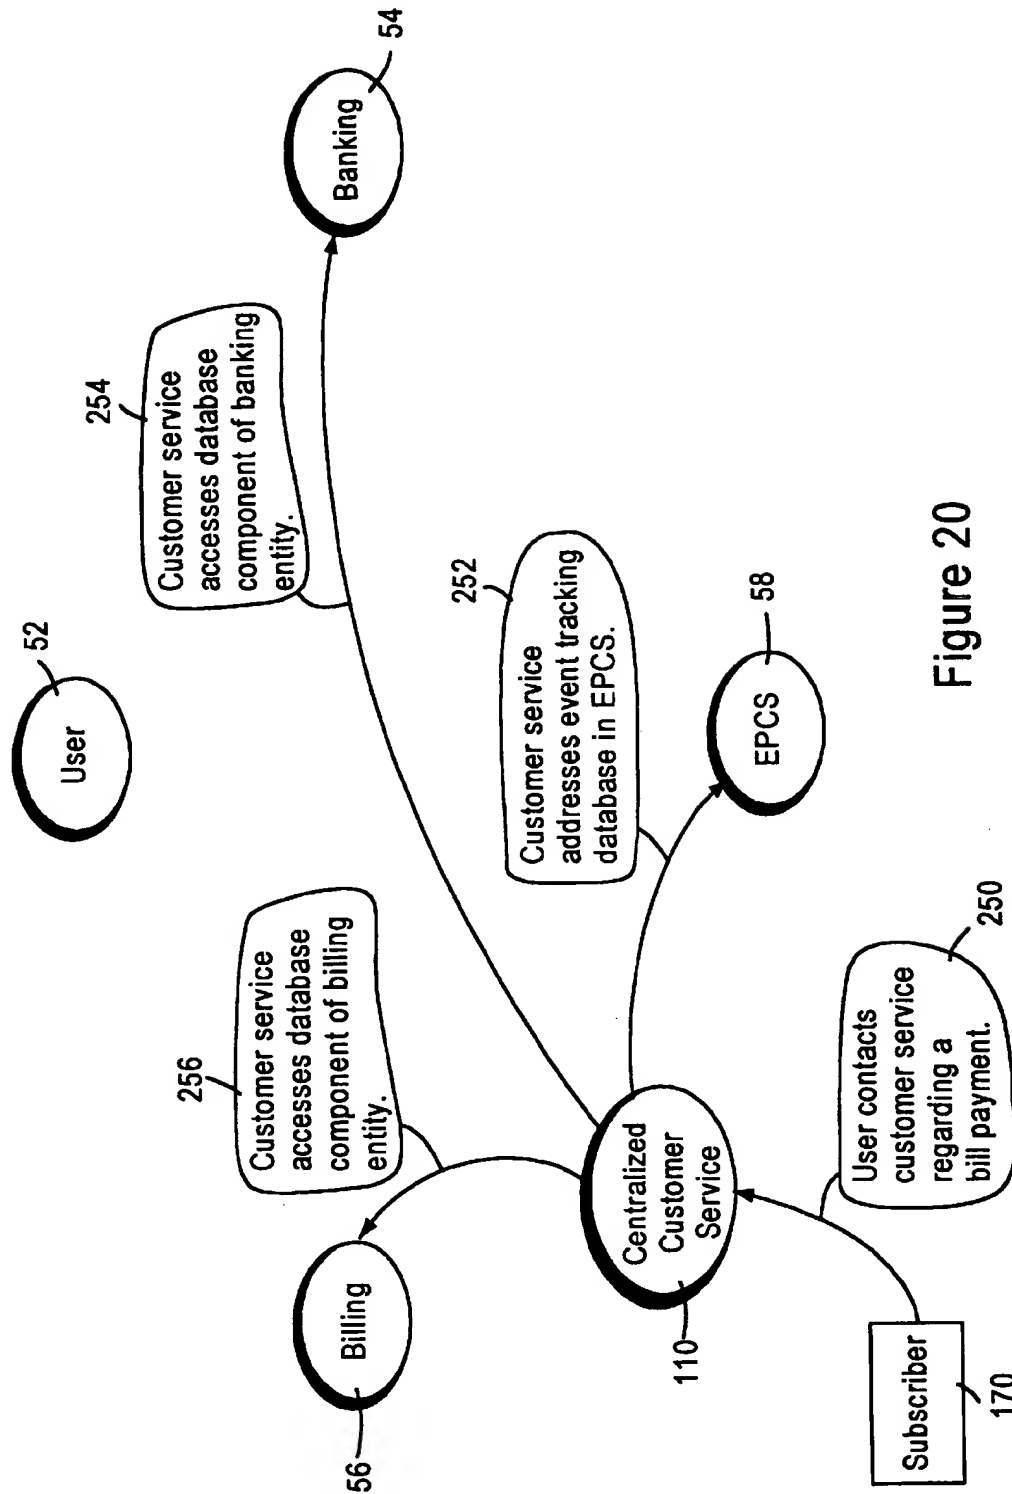 User
52
Banking
54
254
Customer service
accesses database
component of banking
entity.
256
Customer service
accesses database
component of billing
entity.
Billing
56
252
Customer service
addresses event tracking
database in EPCS.
Centralized
Customer
Service
110
EPCS
58
Subscriber
170
User contacts
customer service
regarding a
bill payment.
250
Figure 20